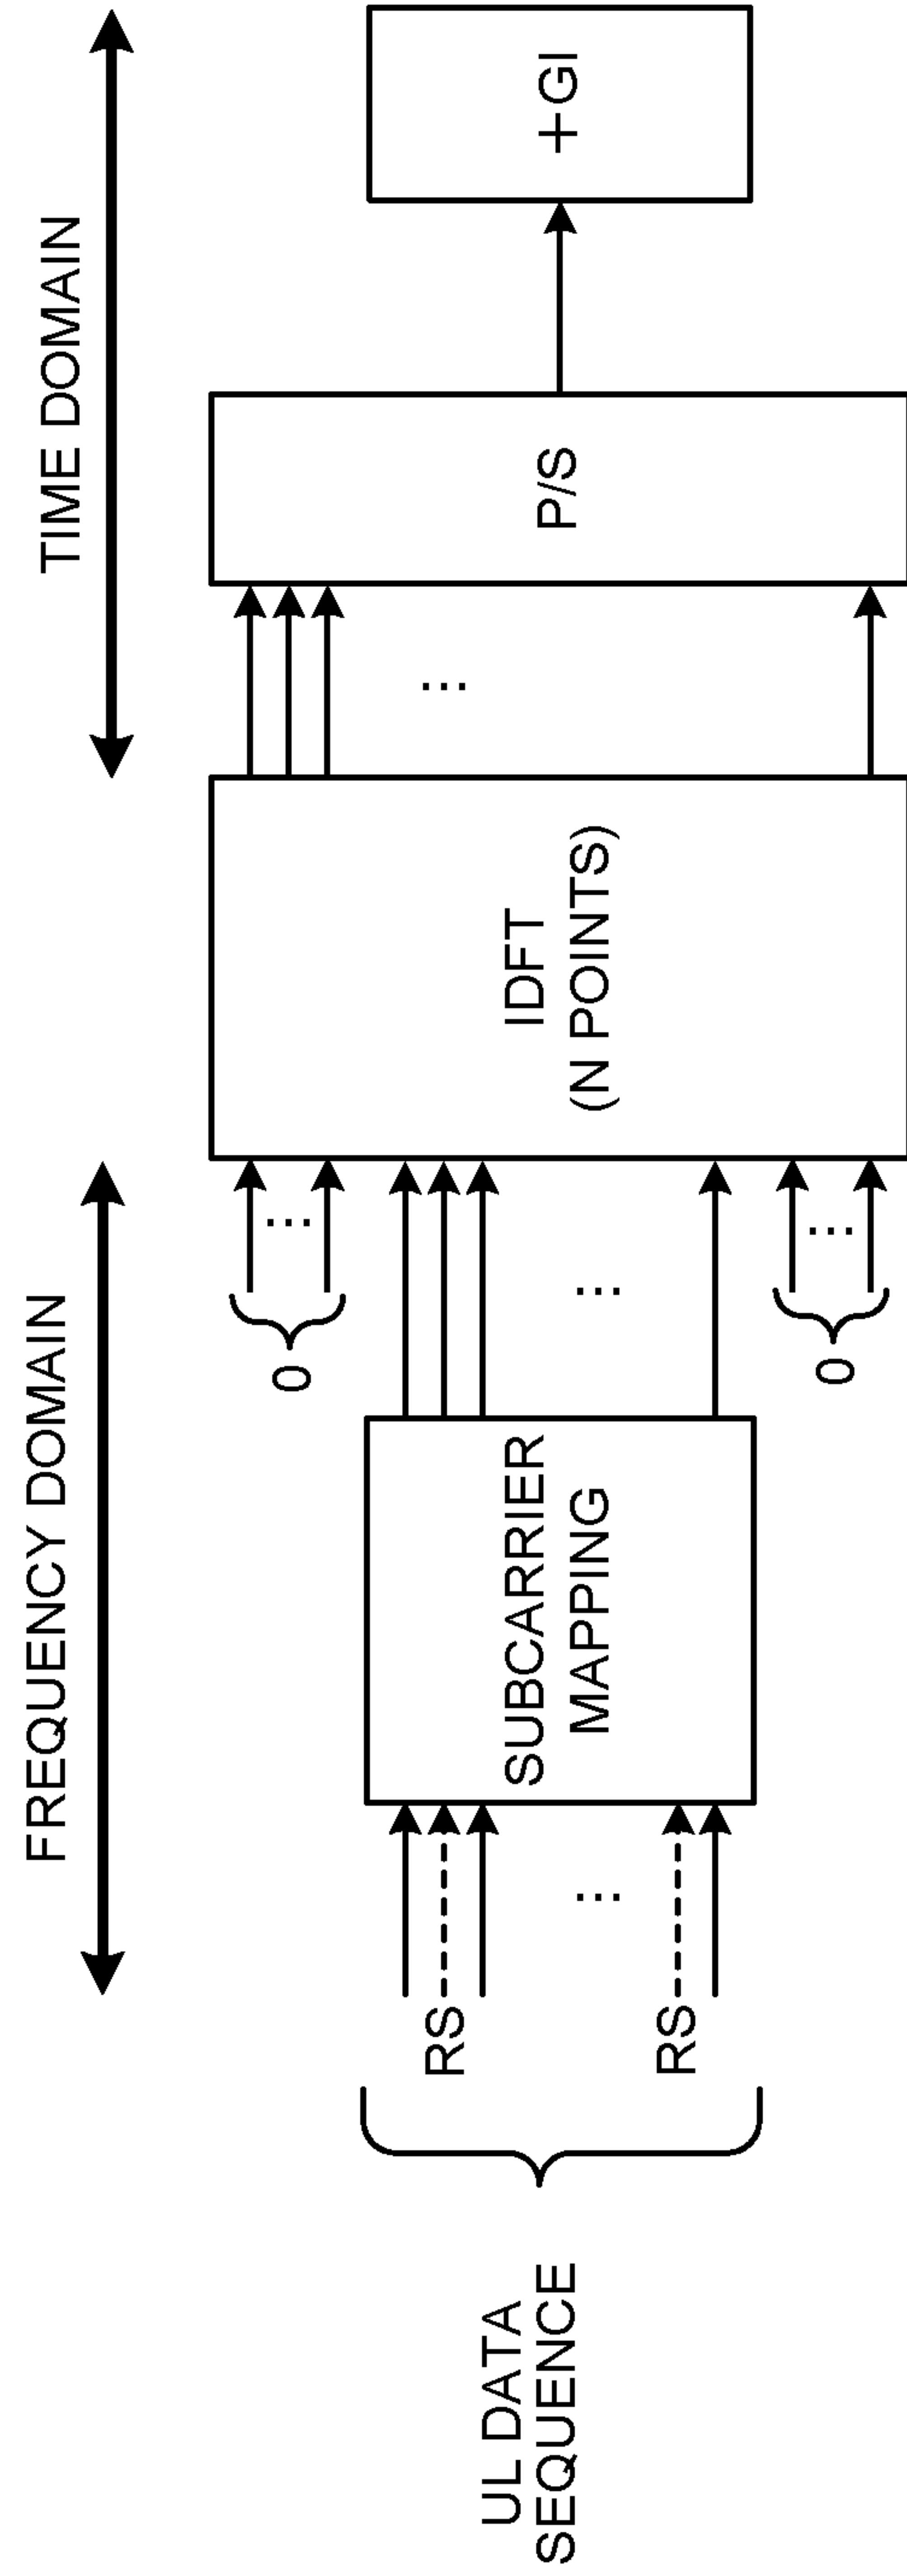 FREQUENCY DOMAIN
TIME DOMAIN
UL DATA
SEQUENCE
RS
RS
SUBCARRIER
MAPPING
...
...
0
...
0
...
IDFT
(N POINTS)
...
P/S
+GI